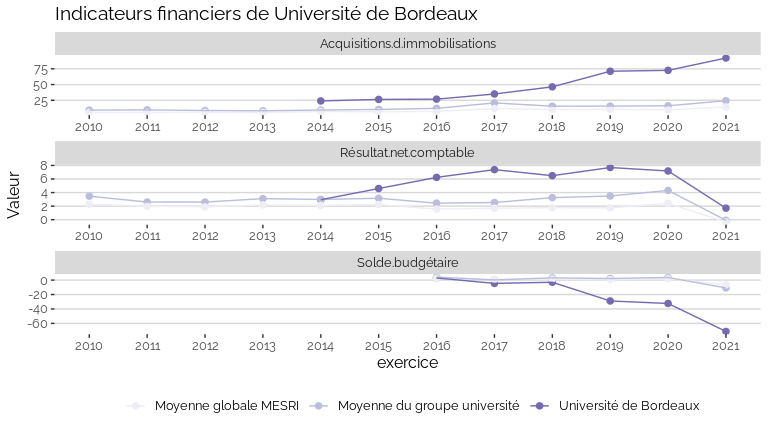 Indicateurs financiers de Université de Bordeaux
Acquisitions.d.immobilisations
75
50
25
2010 2011 2012 2013 2014 2015 2016 2017 2018 2019 2020 2021
Résultat.net.comptable
8
6
4
2
0
2010 2011 2012 2013 2014 2015 2016 2017 2018 2019 2020 2021
Valeur
Solde.budgétaire
0
-20
-40
-60
2010 2011 2012 2013 2014 2015 2016 2017 2018 2019 2020 2021
exercice
Moyenne globale MESRI Moyenne du groupe université Université de Bordeaux